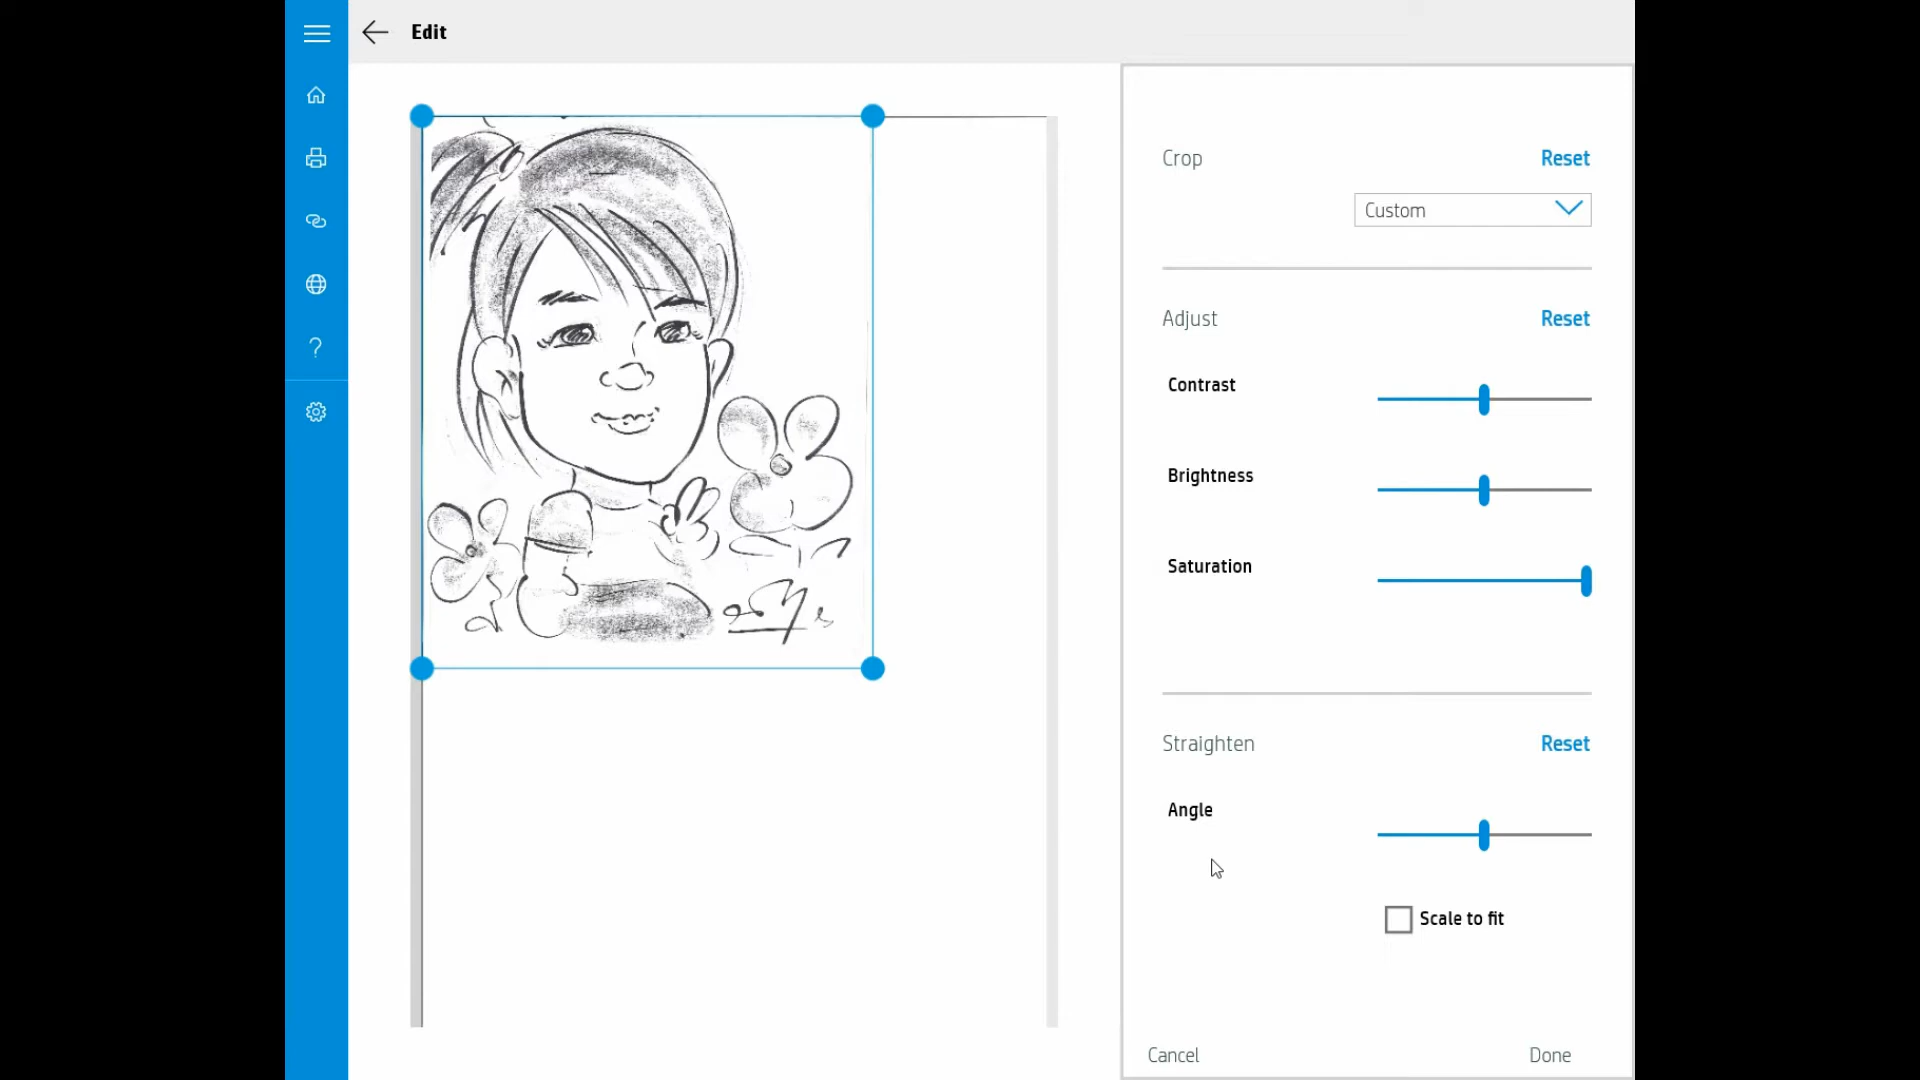 Edit
Crop
Reset
Custom
Adjust
Reset
Contrast
Brightness
Saturation
Straighten
Reset
Angle
Scale to fit
Cancel
Done